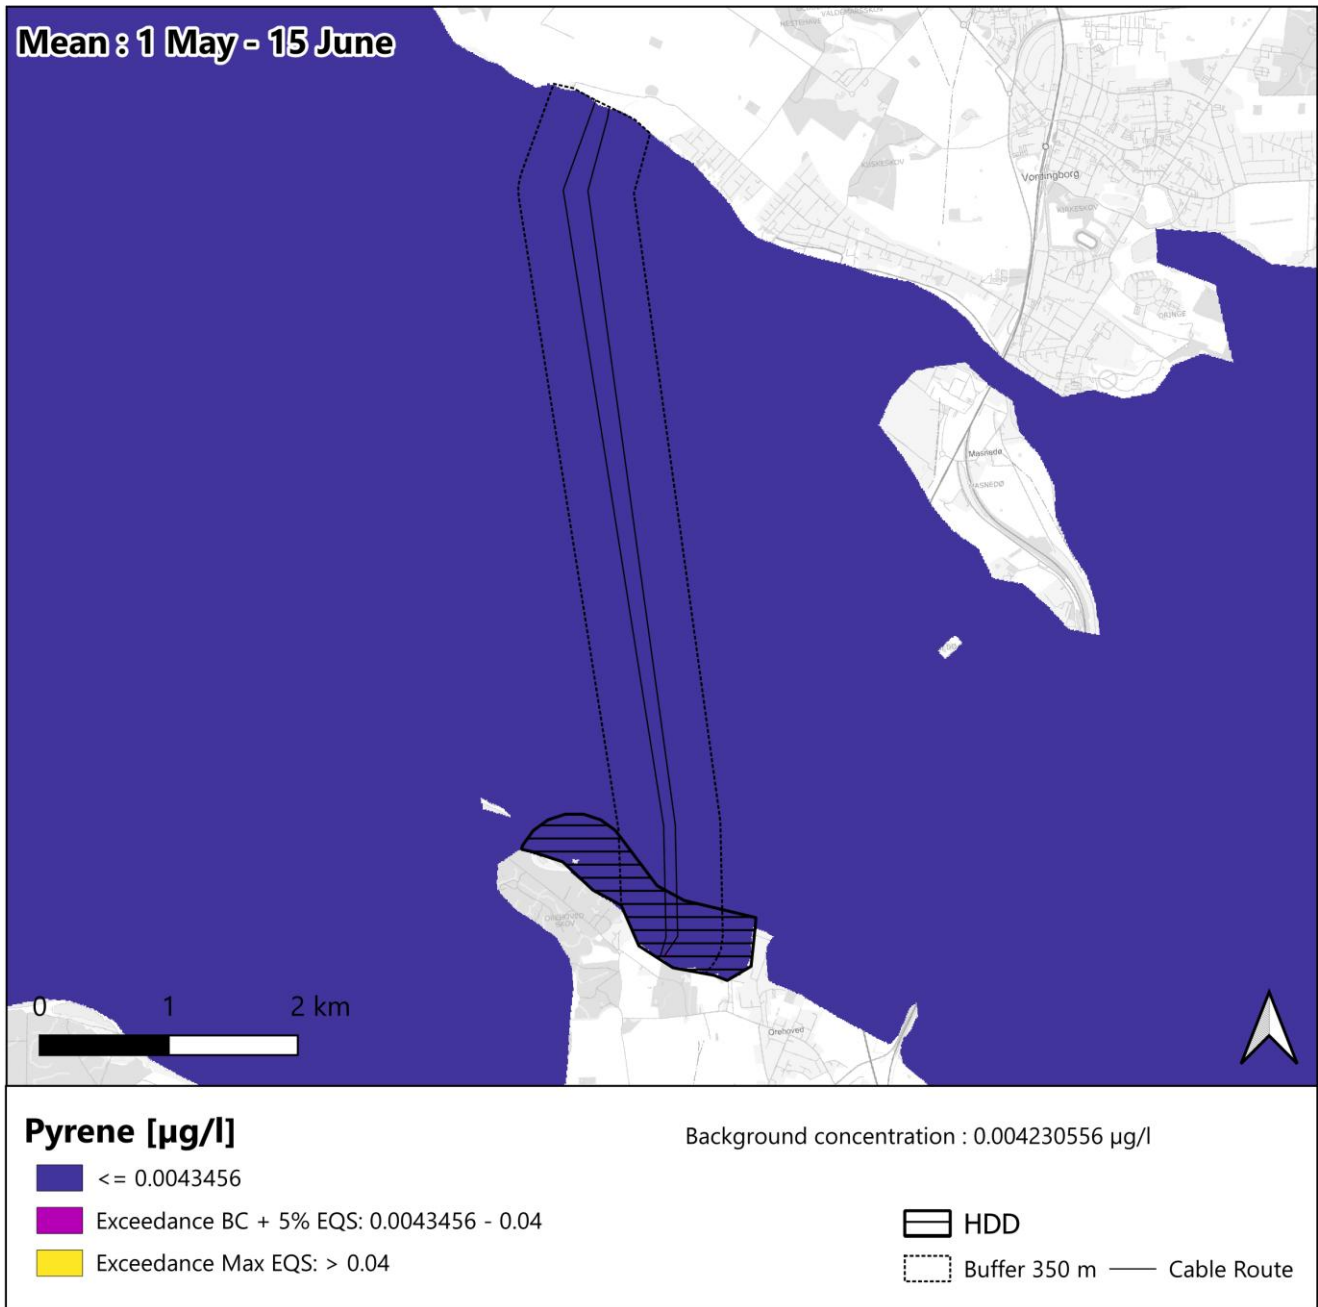 Mean : 1 May - 15 June
KIRKESKOV
Vordingborg
Masnedø
Orehoved
0 1 2 km
Pyrene [µg/l]
Background concentration : 0.004230556 µg/l
<= 0.0043456
Exceedance BC + 5% EQS: 0.0043456 - 0.04
HDD
Exceedance Max EQS: > 0.04
Buffer 350 m
Cable Route